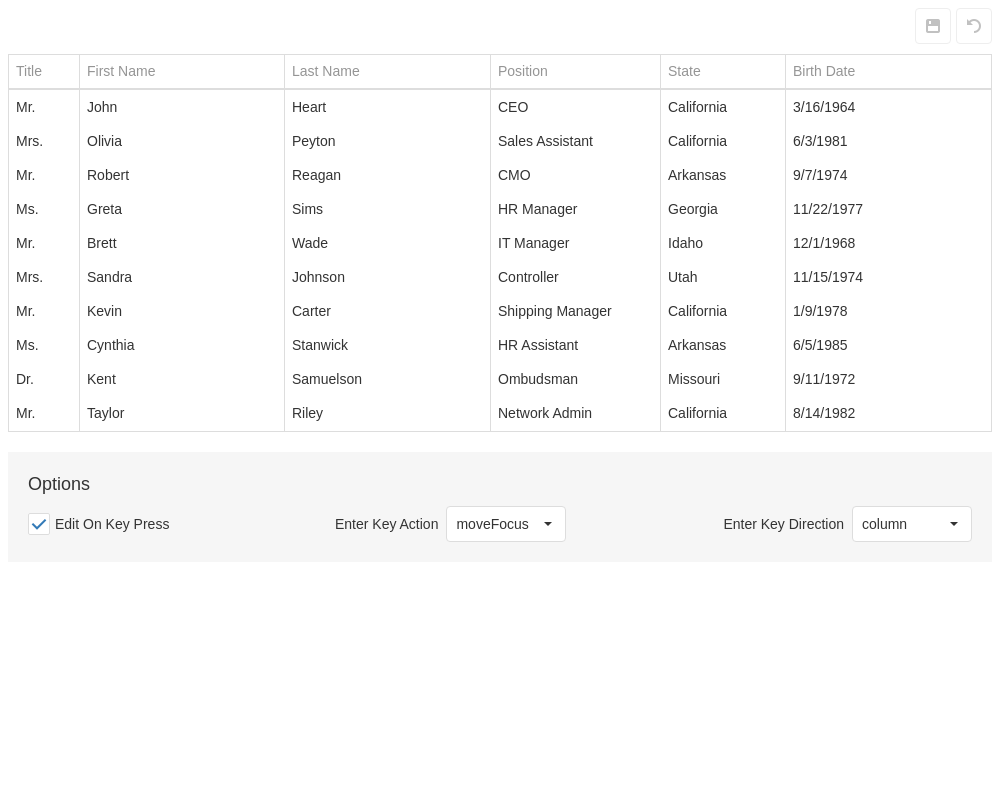 Title First Name Last Name Position State Birth Date
Mr. John Heart CEO California 3/16/1964
Mrs. Olivia Peyton Sales Assistant California 6/3/1981
Mr. Robert Reagan CMO Arkansas 9/7/1974
Ms. Greta Sims HR Manager Georgia 11/22/1977
Mr. Brett Wade IT Manager Idaho 12/1/1968
Mrs. Sandra Johnson Controller Utah 11/15/1974
Mr. Kevin Carter Shipping Manager California 1/9/1978
Ms. Cynthia Stanwick HR Assistant Arkansas 6/5/1985
Dr. Kent Samuelson Ombudsman Missouri 9/11/1972
Mr. Taylor Riley Network Admin California 8/14/1982
Options
Edit On Key Press Enter Key Action moveFocus Enter Key Direction column